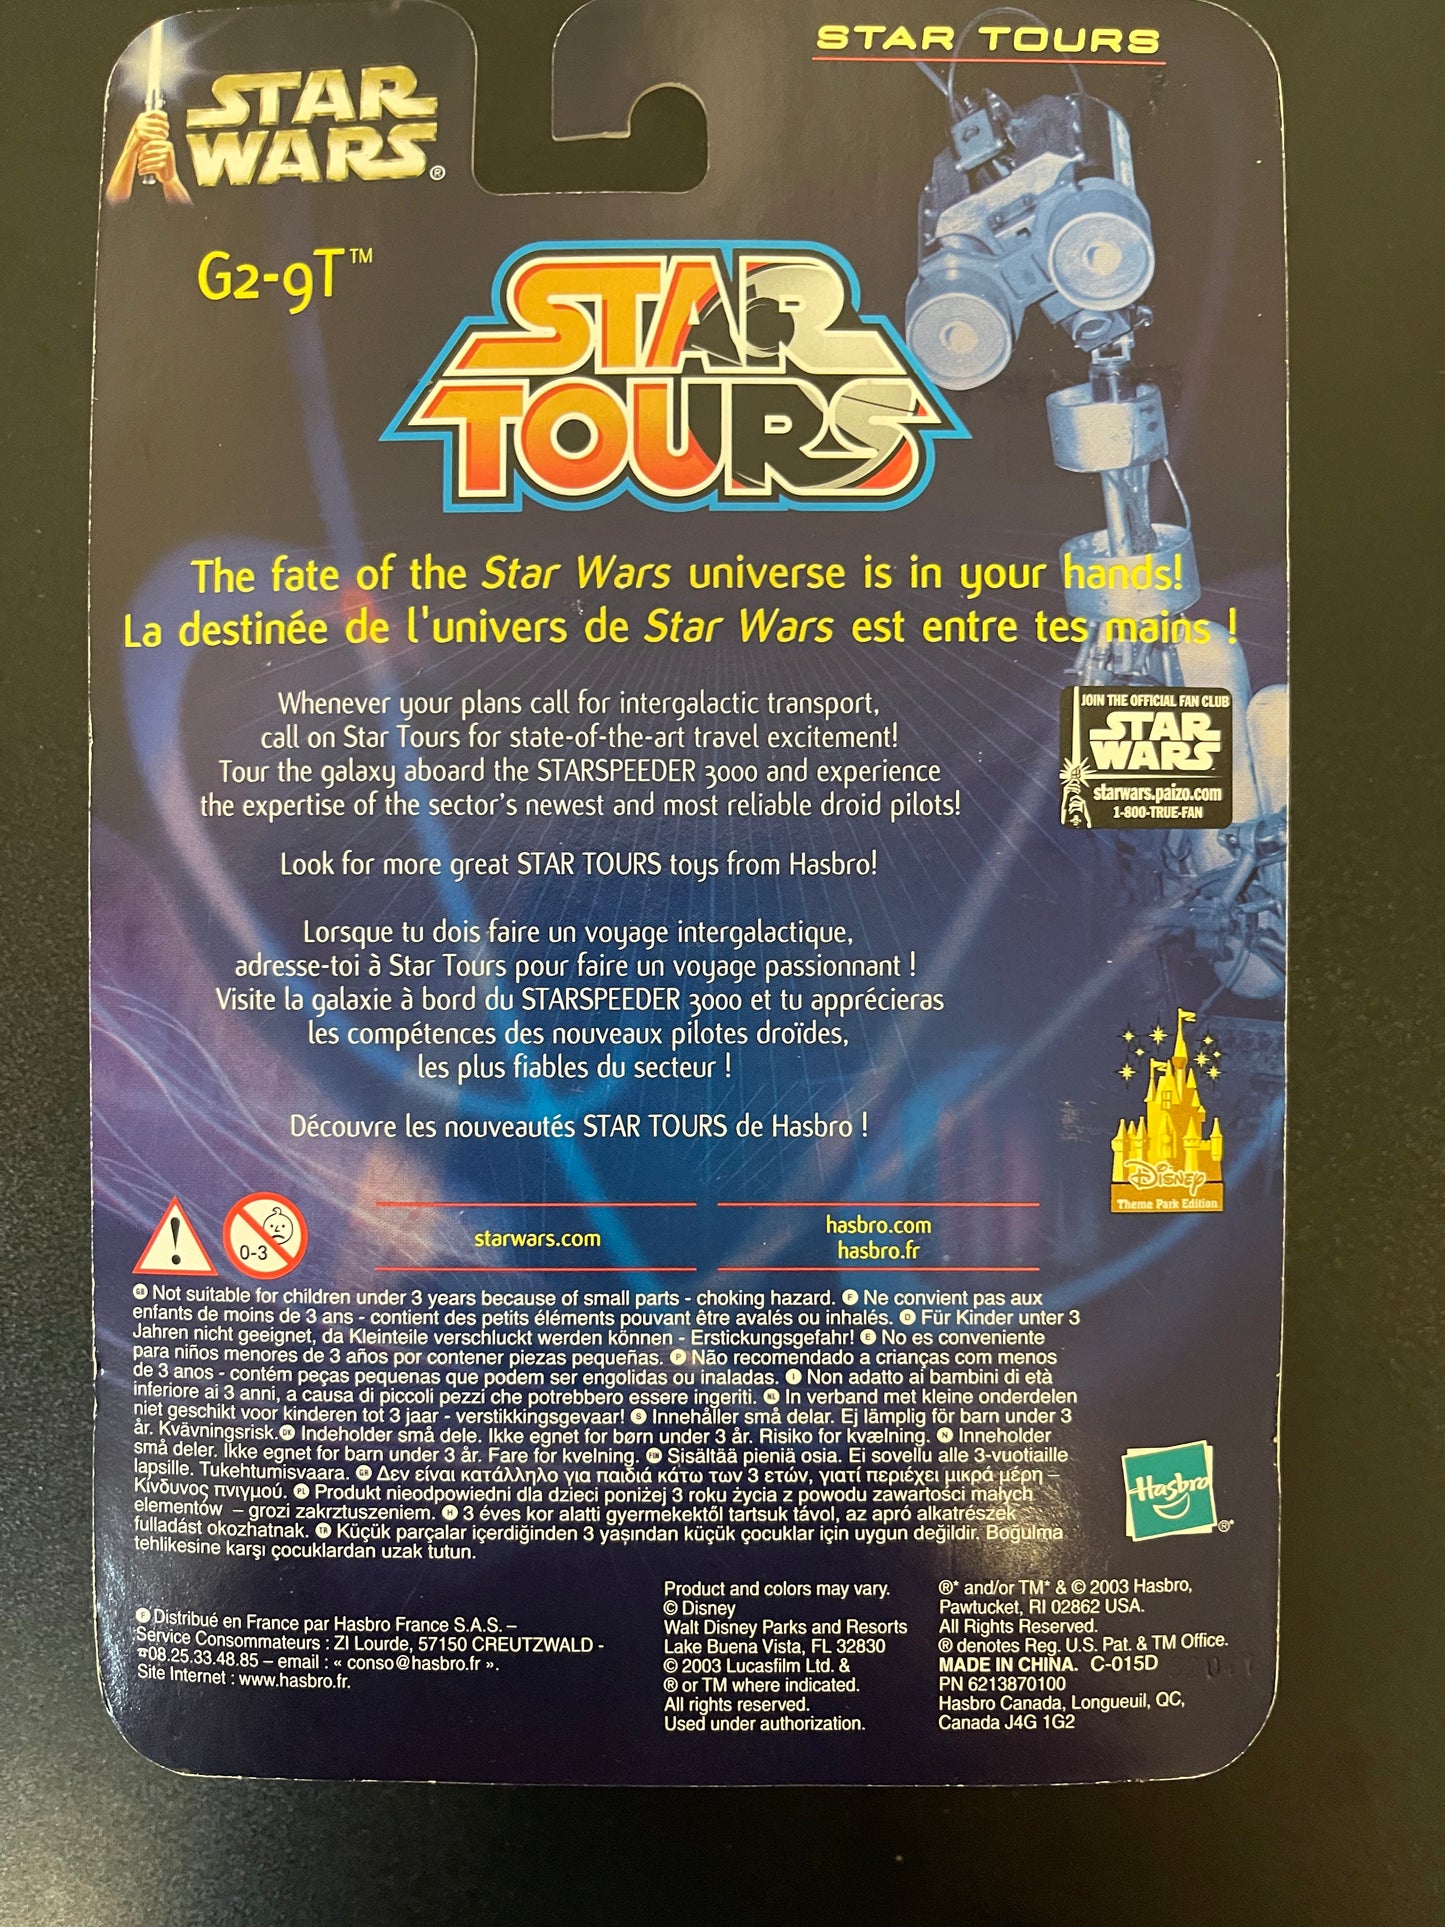 STAR TOURS
STAR
WARS®
G2-9T™
STAR
TOURS
The fate of the Star Wars universe is in your hands!
La destinée de l'univers de Star Wars est entre tes mains !
Whenever your plans call for intergalactic transport,
call on Star Tours for state-of-the-art travel excitement!
Tour the galaxy aboard the STARSPEEDER 3000 and experience
the expertise of the sector's newest and most reliable droid pilots!
Look for more great STAR TOURS toys from Hasbro!
JOIN THE OFFICIAL FAN CLUB
STAR
WARS
starwars.paizo.com
1-800-TRUE-FAN
Lorsque tu dois faire un voyage intergalactique,
adresse-toi à Star Tours pour faire un voyage passionnant !
Visite la galaxie à bord du STARSPEEDER 3000 et tu apprécieras
les compétences des nouveaux pilotes droïdes,
les plus fiables du secteur !
Découvre les nouveautés STAR TOURS de Hasbro !
Disney
Theme Park Edition
0-3
starwars.com
hasbro.com
hasbro.fr
GB Not suitable for children under 3 years because of small parts - choking hazard. F Ne convient pas aux
enfants de moins de 3 ans - contient des petits éléments pouvant être avalés ou inhalés. D Für Kinder unter 3
Jahren nicht geeignet, da Kleinteile verschluckt werden können - Erstickungsgefahr! E No es conveniente
para niños menores de 3 años por contener piezas pequeñas. P Não recomendado a crianças com menos
de 3 anos - contém peças pequenas que podem ser engolidas ou inaladas. I Non adatto ai bambini di età
inferiore ai 3 anni, a causa di piccoli pezzi che potrebbero essere ingeriti. NL In verband met kleine onderdelen
niet geschikt voor kinderen tot 3 jaar - verstikkingsgevaar! S Innehåller små delar. Ej lämplig för barn under 3
år. Kvävningsrisk. DK Indeholder små dele. Ikke egnet for børn under 3 år. Risiko for kvælning. N Inneholder
små deler. Ikke egnet for barn under 3 år. Fare for kvelning. FIN Sisältää pieniä osia. Ei sovellu alle 3-vuotiaille
lapsille. Tukehtumisvaara. GR Δεν είναι κατάλληλο για παιδιά κάτω των 3 ετών, γιατί περιέχει μικρά μέρη –
Κίνδυνος πνιγμού. PL Produkt nieodpowiedni dla dzieci poniżej 3 roku życia z powodu zawartości małych
elementów – grozi zakrztuszeniem. H 3 éves kor alatti gyermekektől tartsuk távol, az apró alkatrészek
fulladást okozhatnak. TR Küçük parçalar içerdiğinden 3 yaşından küçük çocuklar için uygun değildir. Boğulma
tehlikesine karşı çocuklardan uzak tutun.
Hasbro ®*
F Distribué en France par Hasbro France S.A.S. –
Service Consommateurs : ZI Lourde, 57150 CREUTZWALD -
☎08.25.33.48.85 – email : « conso@hasbro.fr ».
Site Internet : www.hasbro.fr.
Product and colors may vary.
© Disney
Walt Disney Parks and Resorts
Lake Buena Vista, FL 32830
© 2003 Lucasfilm Ltd. &
® or TM where indicated.
All rights reserved.
Used under authorization.
®* and/or TM* & © 2003 Hasbro,
Pawtucket, RI 02862 USA.
All Rights Reserved.
® denotes Reg. U.S. Pat. & TM Office.
MADE IN CHINA. C-015D
PN 6213870100
Hasbro Canada, Longueuil, QC,
Canada J4G 1G2